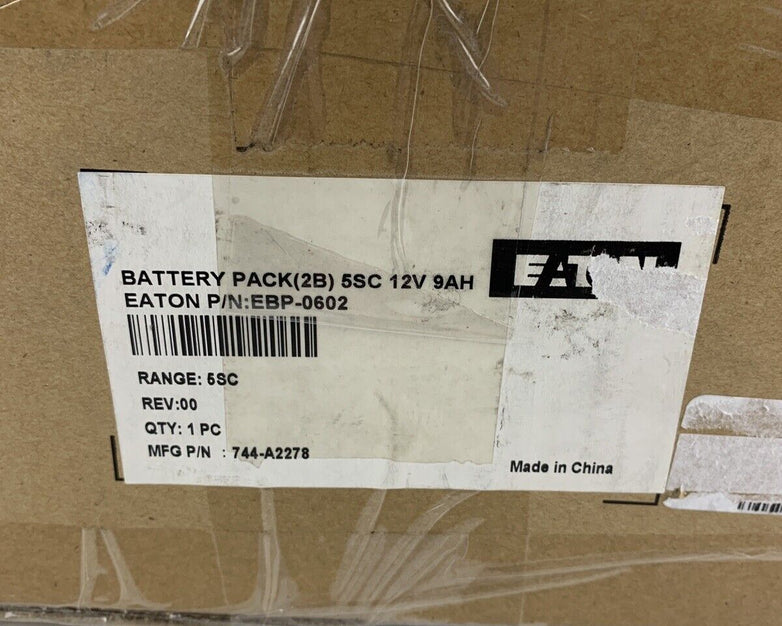 BATTERY PACK(2B) 5SC 12V 9AH
EATON
EATON P/N:EBP-0602
RANGE: 5SC
REV:00
QTY: 1 PC
MFG P/N : 744-A2278
Made in China